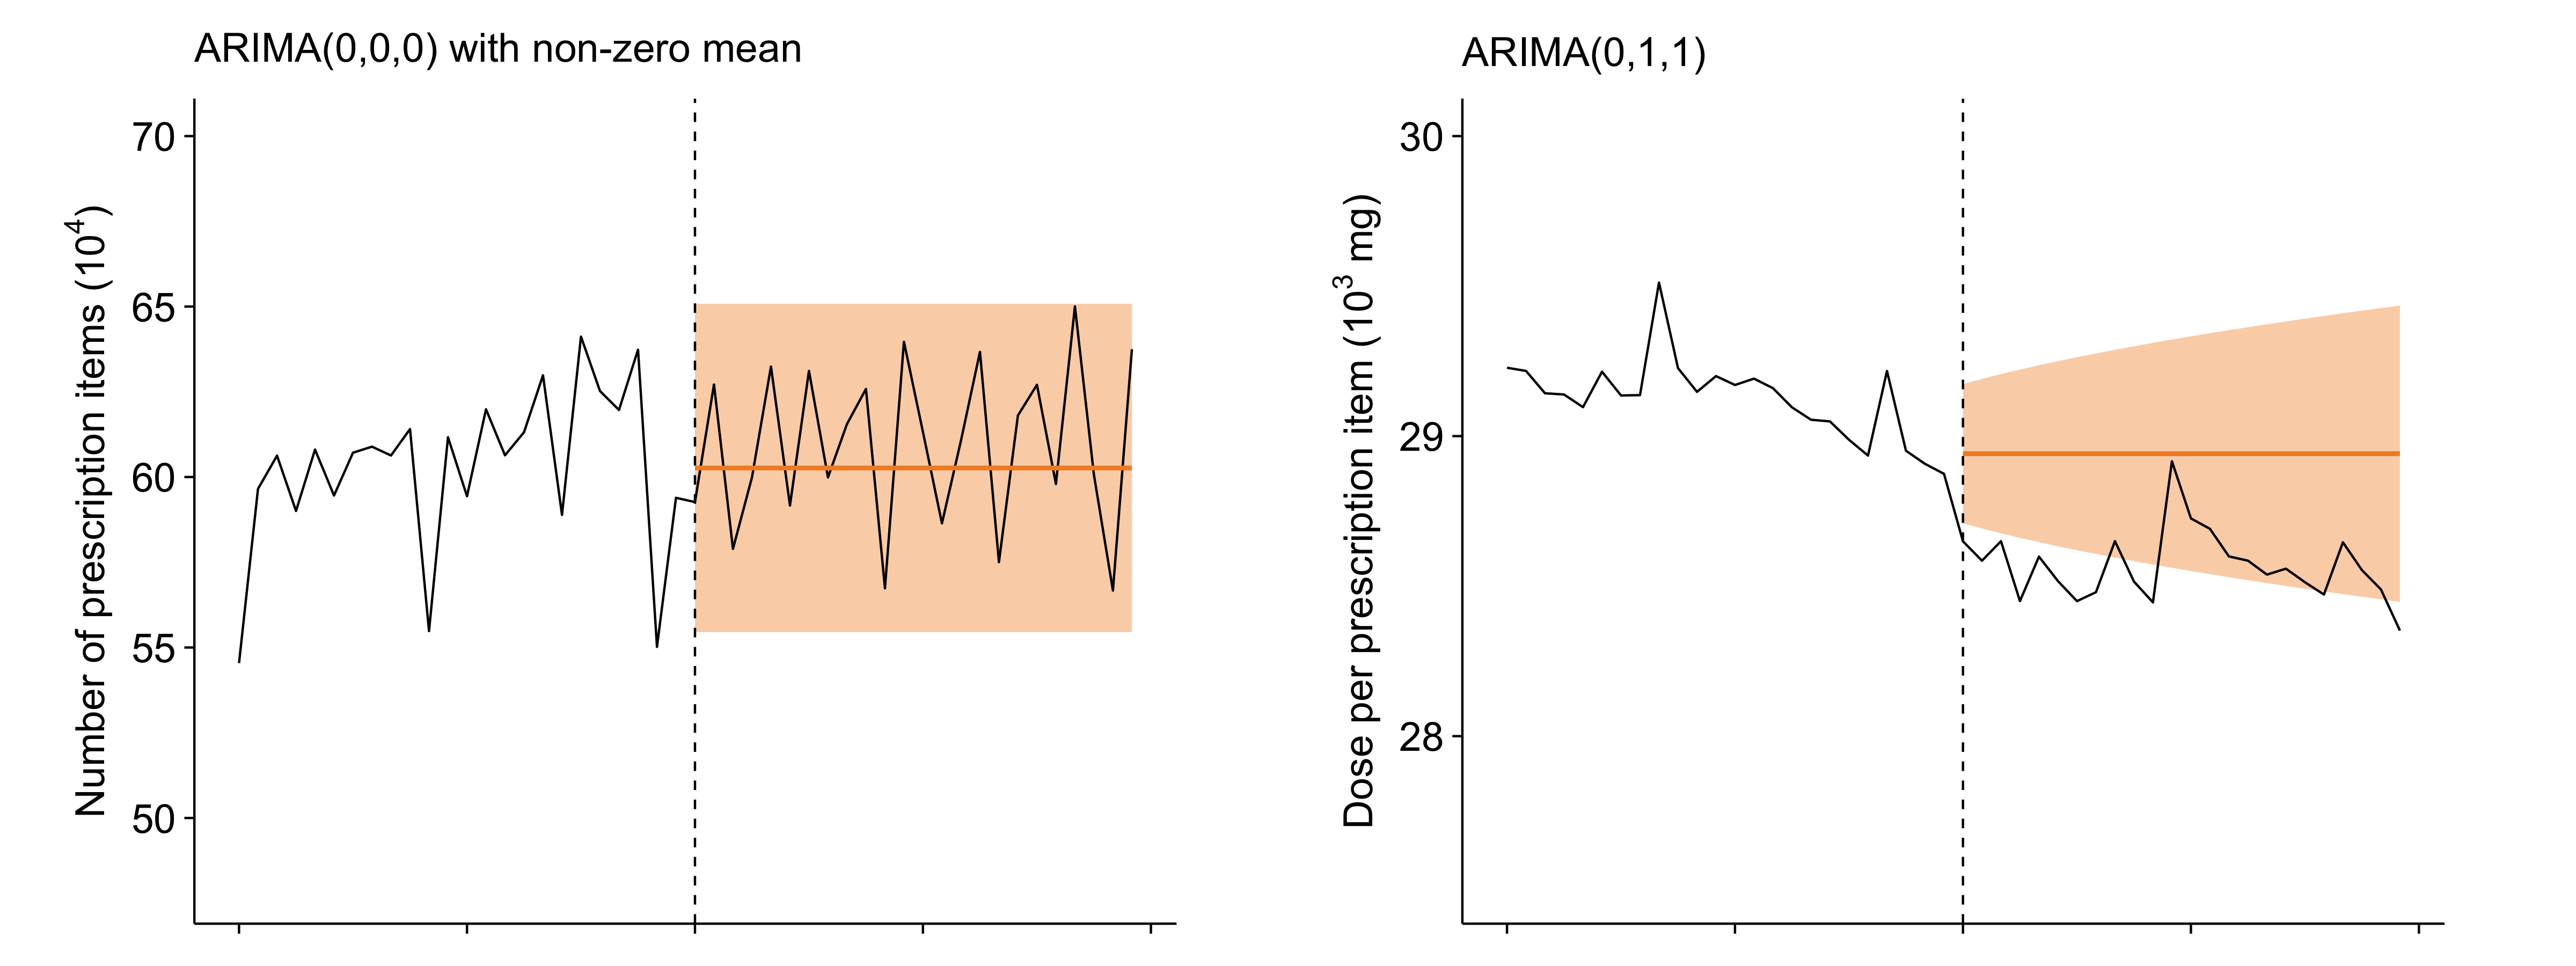 ARIMA(0,0,0) with non-zero mean
Number of prescription items (10⁴)
70
65
60
55
50
ARIMA(0,1,1)
Dose per prescription item (10³ mg)
30
29
28